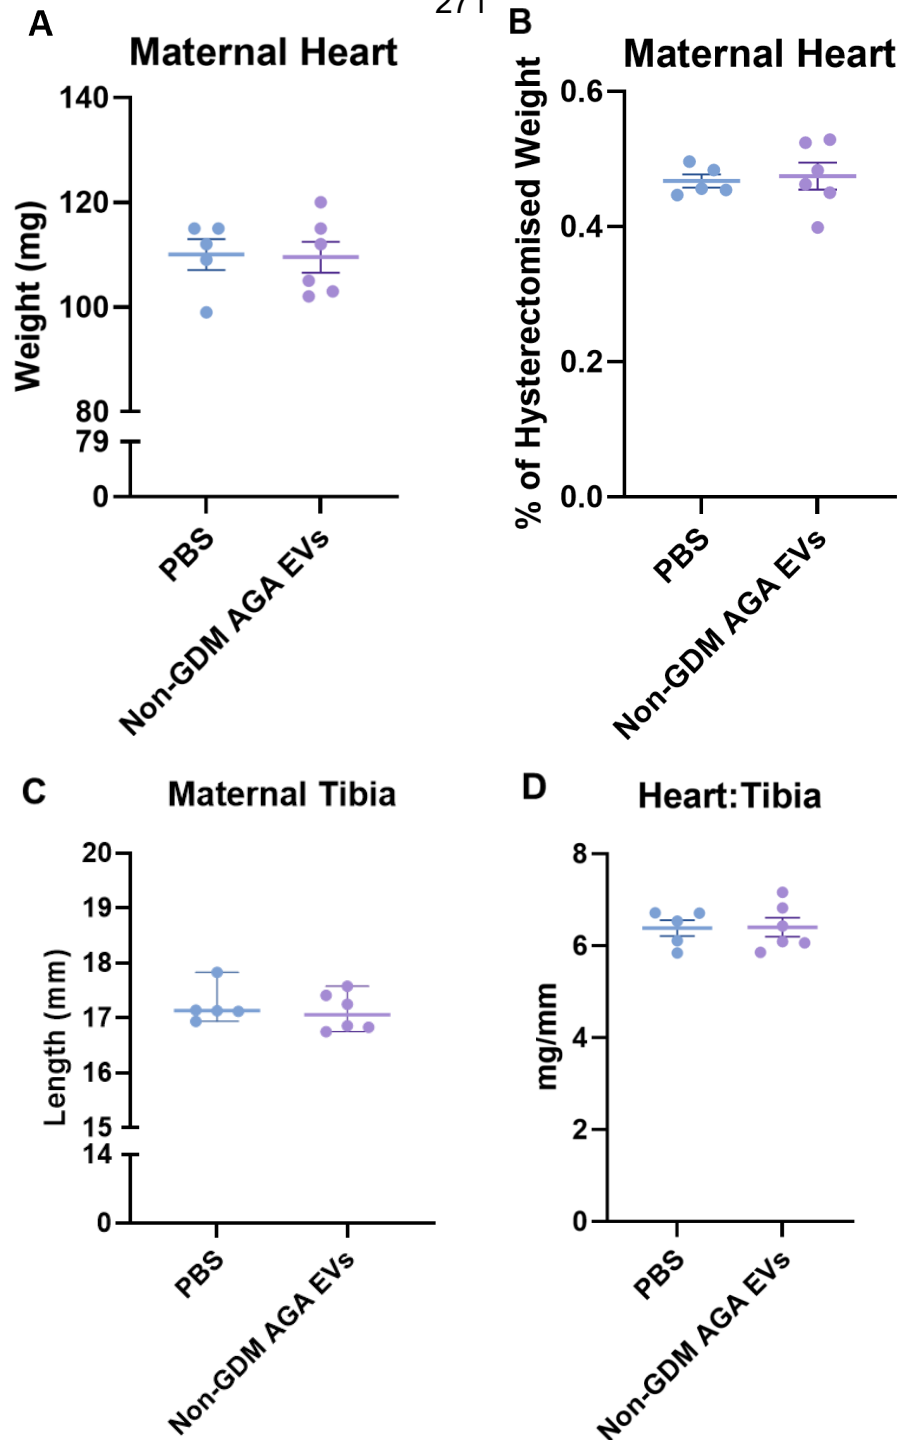 271
A
Maternal Heart
Weight (mg)
140
120
100
80
79
0
PBS
Non-GDM AGA EVs
B
Maternal Heart
% of Hysterectomised Weight
0.6
0.4
0.2
0.0
PBS
Non-GDM AGA EVs
C
Maternal Tibia
Length (mm)
20
19
18
17
16
15
14
0
PBS
Non-GDM AGA EVs
D
Heart:Tibia
mg/mm
8
6
4
2
0
PBS
Non-GDM AGA EVs